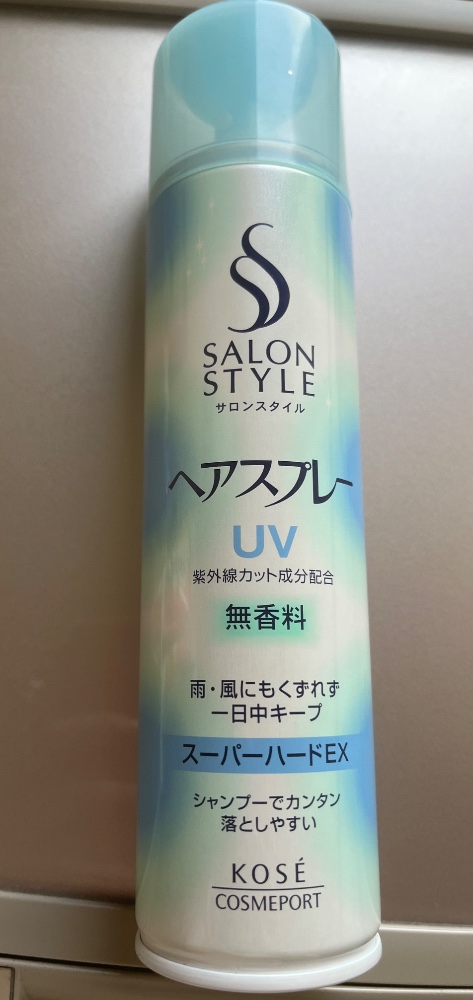 SALON
STYLE
サロンスタイル
ヘアスプレー
UV
紫外線カット成分配合
無香料
雨・風にもくずれず
一日中キープ
スーパーハードEX
シャンプーでカンタン
落としやすい
KOSÉ
COSMEPORT